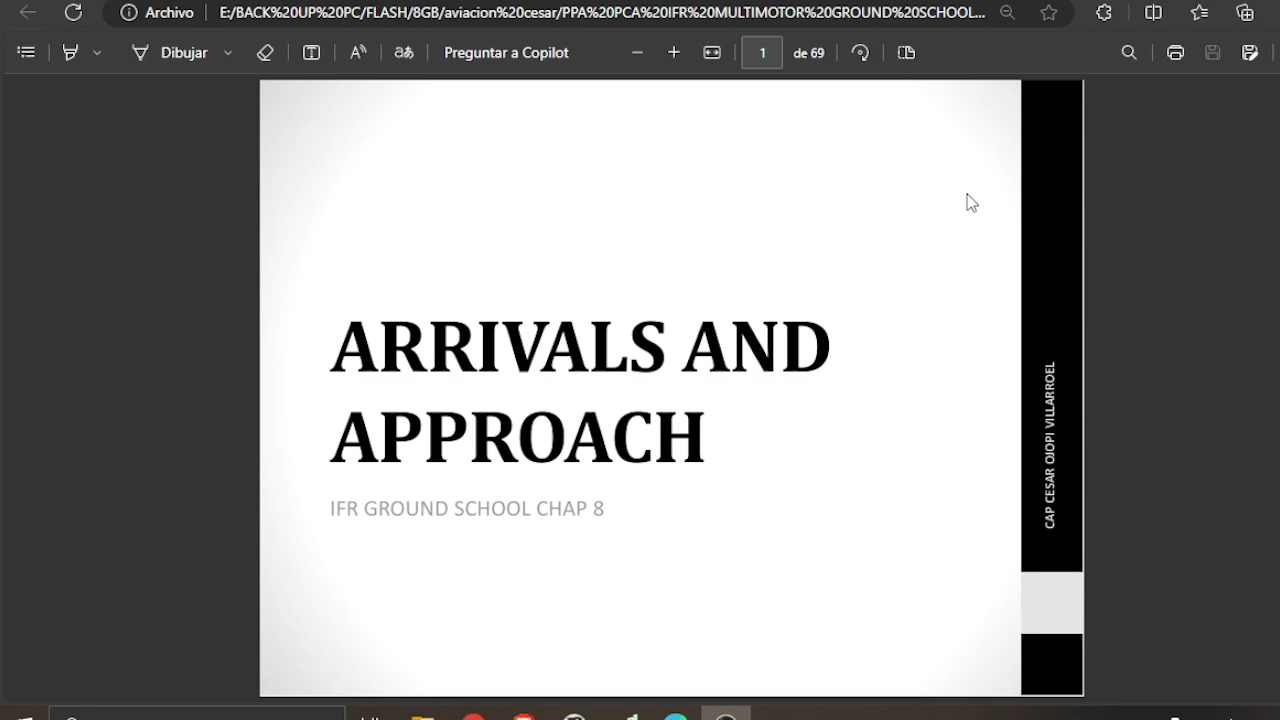 Archivo
E:/BACK%20UP%20PC/FLASH/8GB/aviacion%20cesar/PPA%20PCA%20IFR%20MULTIMOTOR%20GROUND%20SCHOOL...
Dibujar
Preguntar a Copilot
1
de 69
ARRIVALS AND
APPROACH
IFR GROUND SCHOOL CHAP 8
CAP CESAR OJOPI VILLARROEL